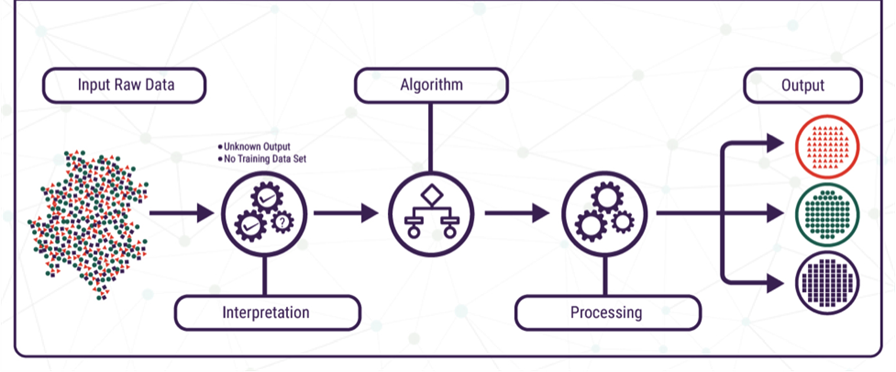 Input Raw Data
Algorithm
Output
•Unknown Output
•No Training Data Set
?
Interpretation
Processing